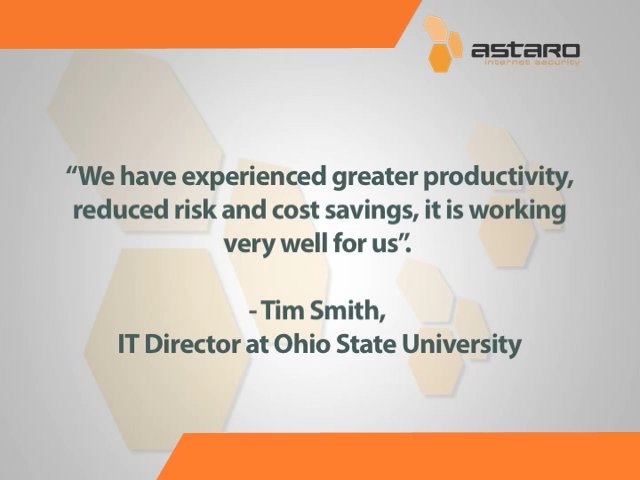 astaro
internet security
“We have experienced greater productivity,
reduced risk and cost savings, it is working
very well for us”.
- Tim Smith,
IT Director at Ohio State University